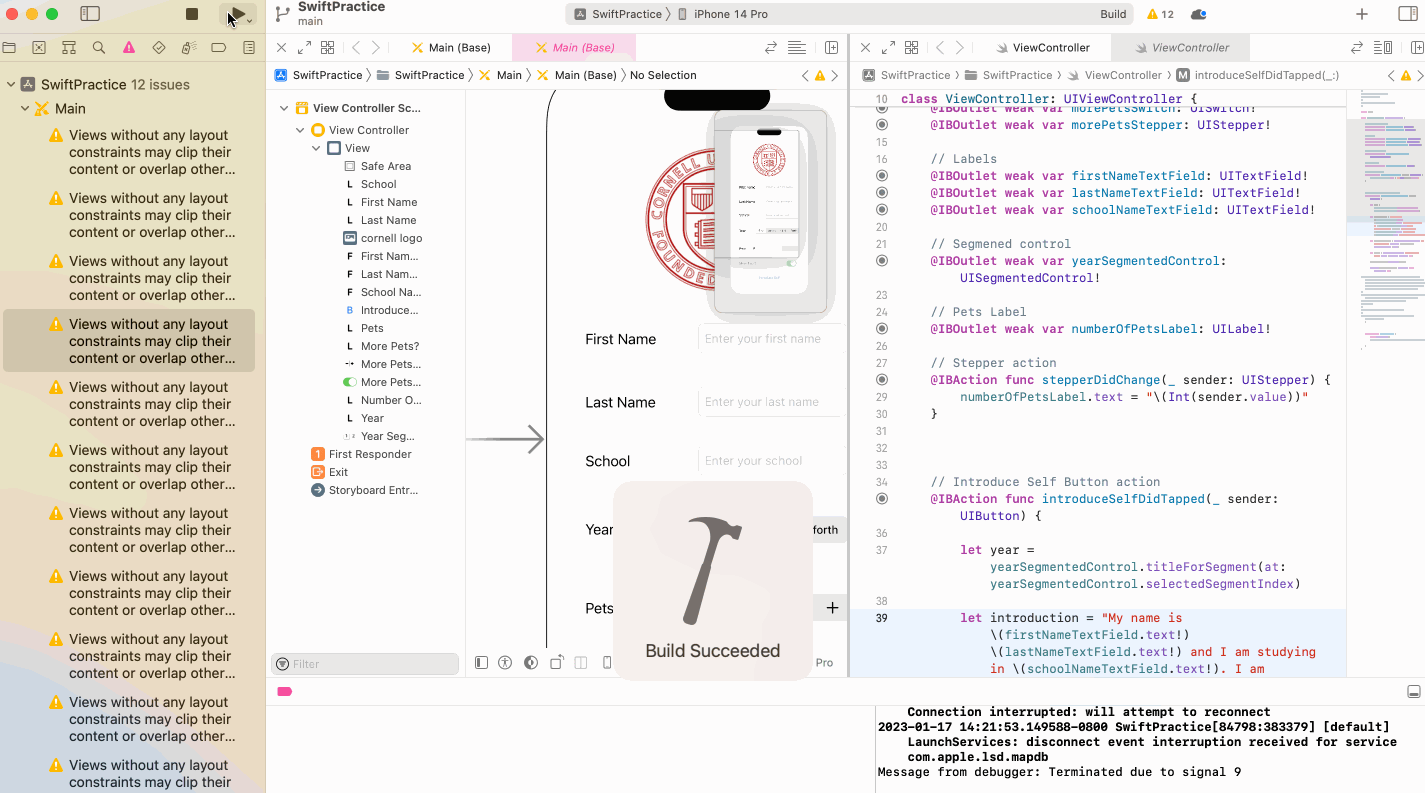 SwiftPractice
main
SwiftPractice
iPhone 14 Pro
Build
12
Main (Base)
Main (Base)
ViewController
ViewController
SwiftPractice
SwiftPractice
Main
Main (Base)
No Selection
SwiftPractice
SwiftPractice
ViewController
M introduceSelfDidTapped(_:)
SwiftPractice 12 issues
Main
Views without any layout
constraints may clip their
content or overlap other...
Views without any layout
constraints may clip their
content or overlap other...
Views without any layout
constraints may clip their
content or overlap other...
Views without any layout
constraints may clip their
content or overlap other...
Views without any layout
constraints may clip their
content or overlap other...
Views without any layout
constraints may clip their
content or overlap other...
Views without any layout
constraints may clip their
content or overlap other...
Views without any layout
constraints may clip their
content or overlap other...
Views without any layout
constraints may clip their
content or overlap other...
Views without any layout
constraints may clip their
content or overlap other...
Views without any layout
constraints may clip their
View Controller Sc...
View Controller
View
Safe Area
L School
L First Name
L Last Name
cornell logo
F First Nam...
F Last Nam...
F School Na...
B Introduce...
L Pets
L More Pets?
More Pets...
More Pets...
L Number O...
L Year
Year Seg...
1 First Responder
Exit
Storyboard Entr...
Filter
First Name
Enter your first name
Last Name
Enter your last name
School
Enter your school
Year
forth
Pets
Build Succeeded
Pro
10 class ViewController: UIViewController {
@IBOutlet weak var morePetsSwitch: UISwitch!
@IBOutlet weak var morePetsStepper: UIStepper!
15
16 // Labels
@IBOutlet weak var firstNameTextField: UITextField!
@IBOutlet weak var lastNameTextField: UITextField!
@IBOutlet weak var schoolNameTextField: UITextField!
20
21 // Segmened control
@IBOutlet weak var yearSegmentedControl:
UISegmentedControl!
23
24 // Pets Label
@IBOutlet weak var numberOfPetsLabel: UILabel!
26
27 // Stepper action
@IBAction func stepperDidChange(_ sender: UIStepper) {
29 numberOfPetsLabel.text = "\(Int(sender.value))"
30 }
31
32
33
34 // Introduce Self Button action
@IBAction func introduceSelfDidTapped(_ sender:
UIButton) {
36
37 let year =
yearSegmentedControl.titleForSegment(at:
yearSegmentedControl.selectedSegmentIndex)
38
39 let introduction = "My name is
\(firstNameTextField.text!)
\(lastNameTextField.text!) and I am studying
in \(schoolNameTextField.text!). I am
Connection interrupted: will attempt to reconnect
2023-01-17 14:21:53.149588-0800 SwiftPractice[84798:383379] [default]
LaunchServices: disconnect event interruption received for service
com.apple.lsd.mapdb
Message from debugger: Terminated due to signal 9